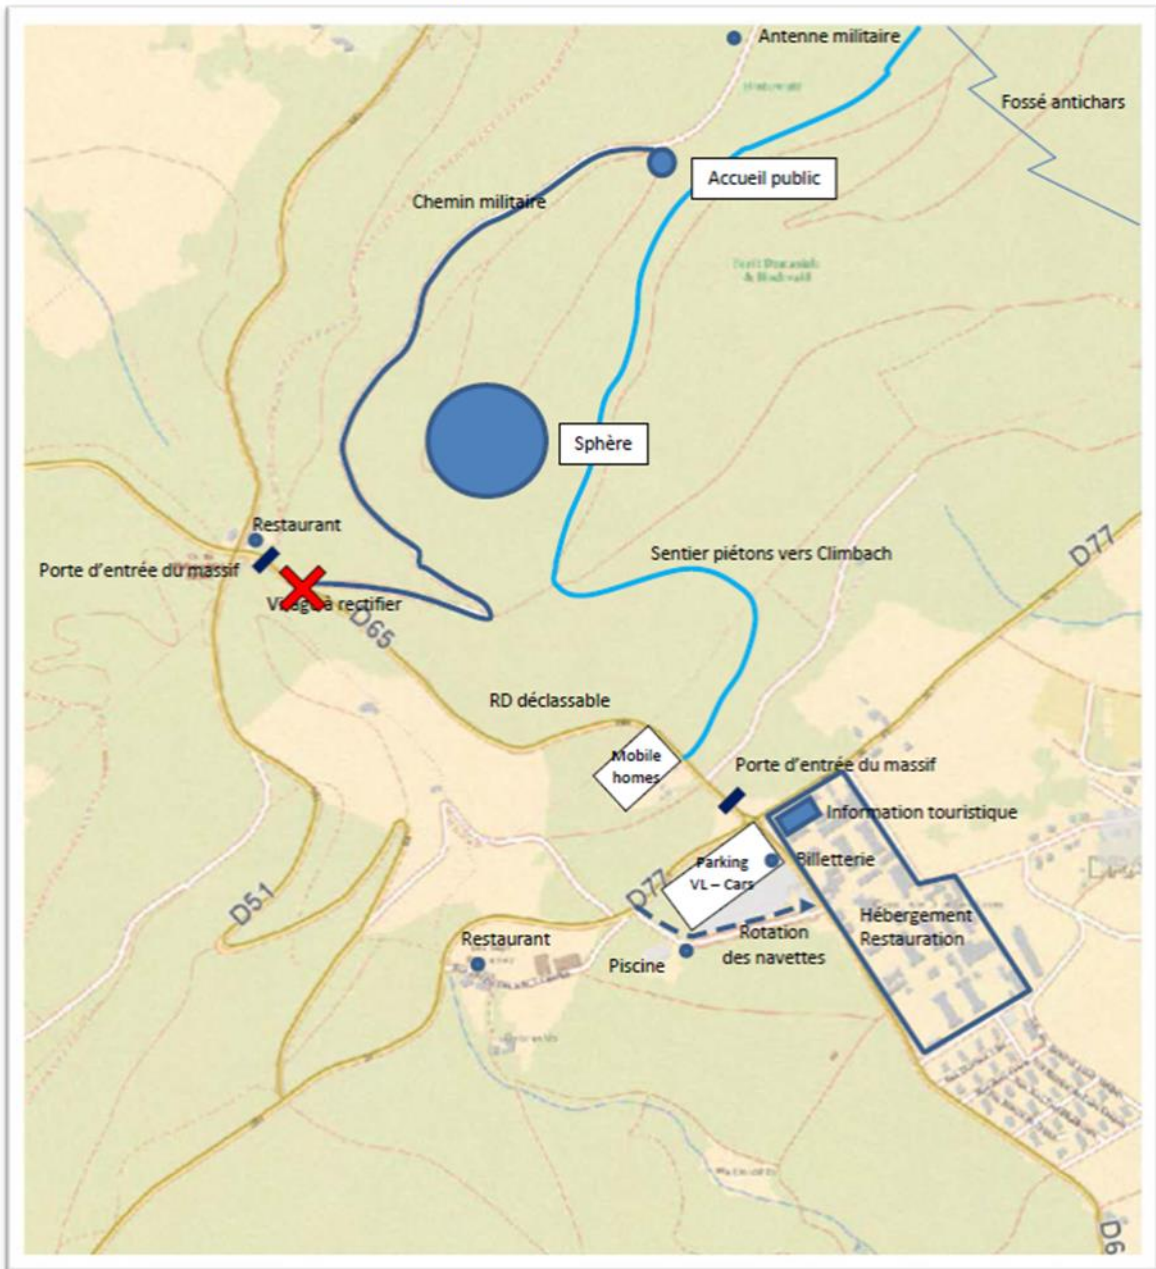 Antenne militaire
Fossé antichars
Accueil public
Chemin militaire
Sphère
Restaurant
Sentier piétons vers Climbach
D77
Porte d'entrée du massif
Virage à rectifier
D65
RD déclassable
Mobile
homes
Porte d'entrée du massif
Information touristique
Parking
VL – Cars
Billetterie
D77
D51
Hébergement
Restauration
Restaurant
Rotation
des navettes
Piscine
D6